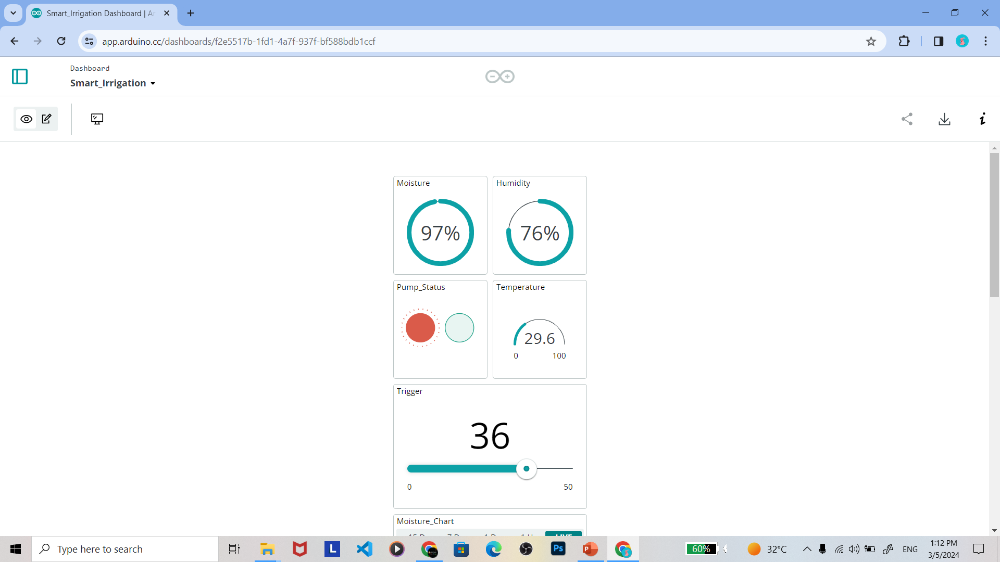 Smart_Irrigation Dashboard | Ar
app.arduino.cc/dashboards/f2e5517b-1fd1-4a7f-937f-bf588bdb1ccf
Dashboard
Smart_Irrigation
Moisture
Humidity
97%
76%
Pump_Status
Temperature
29.6
0
100
Trigger
36
0
50
Moisture_Chart
LIVE
Type here to search
L
Ps
P
60%
32°C
ENG
1:12 PM
3/5/2024